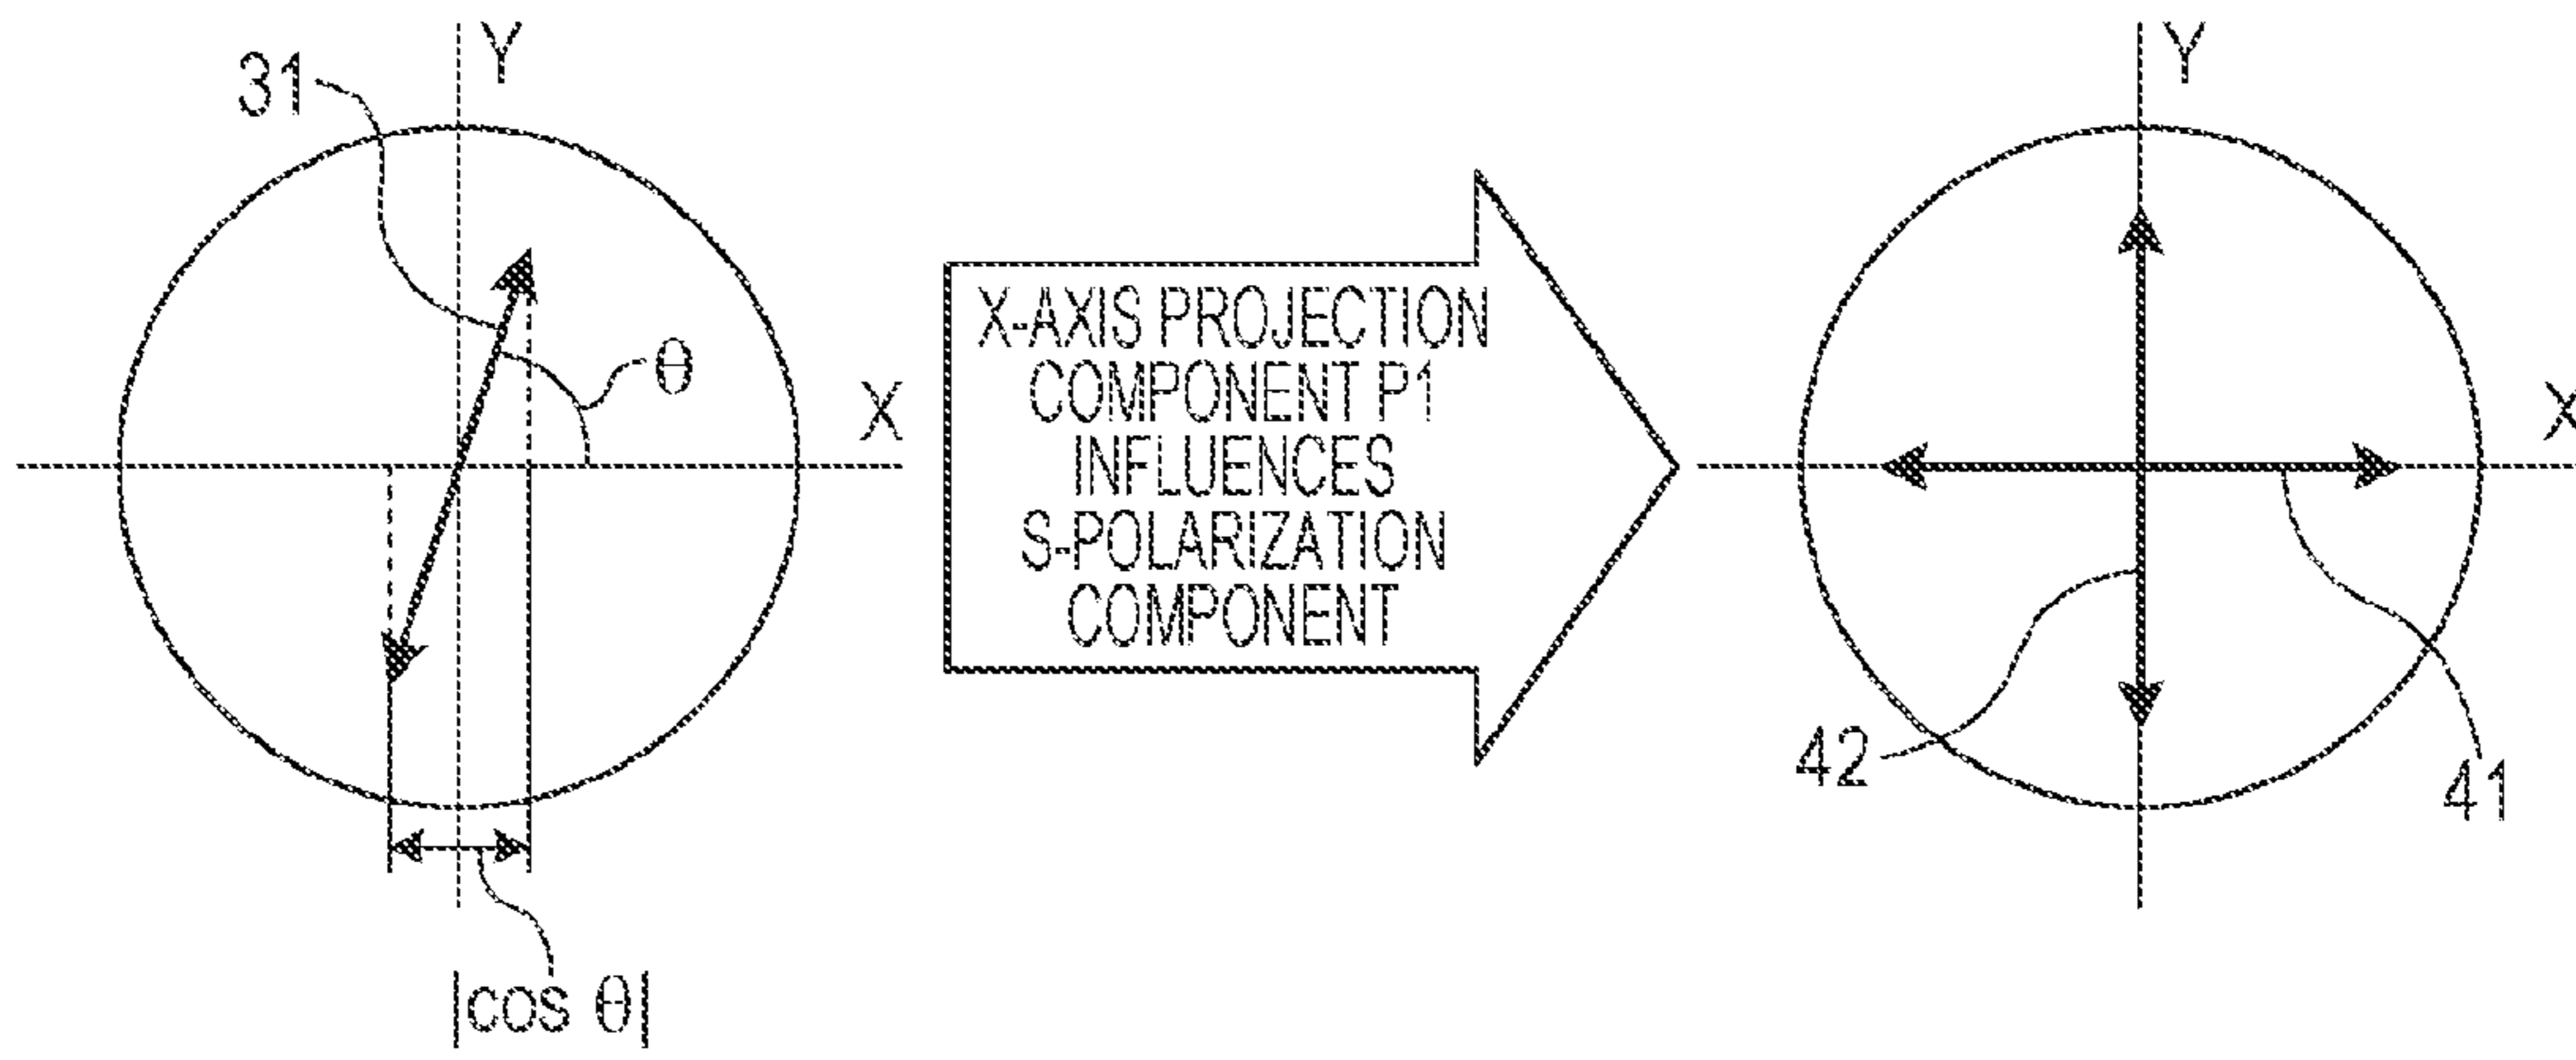 31
Y
θ
X
|cos θ|
X-AXIS PROJECTION
COMPONENT P1
INFLUENCES
S-POLARIZATION
COMPONENT
Y
X
42
41